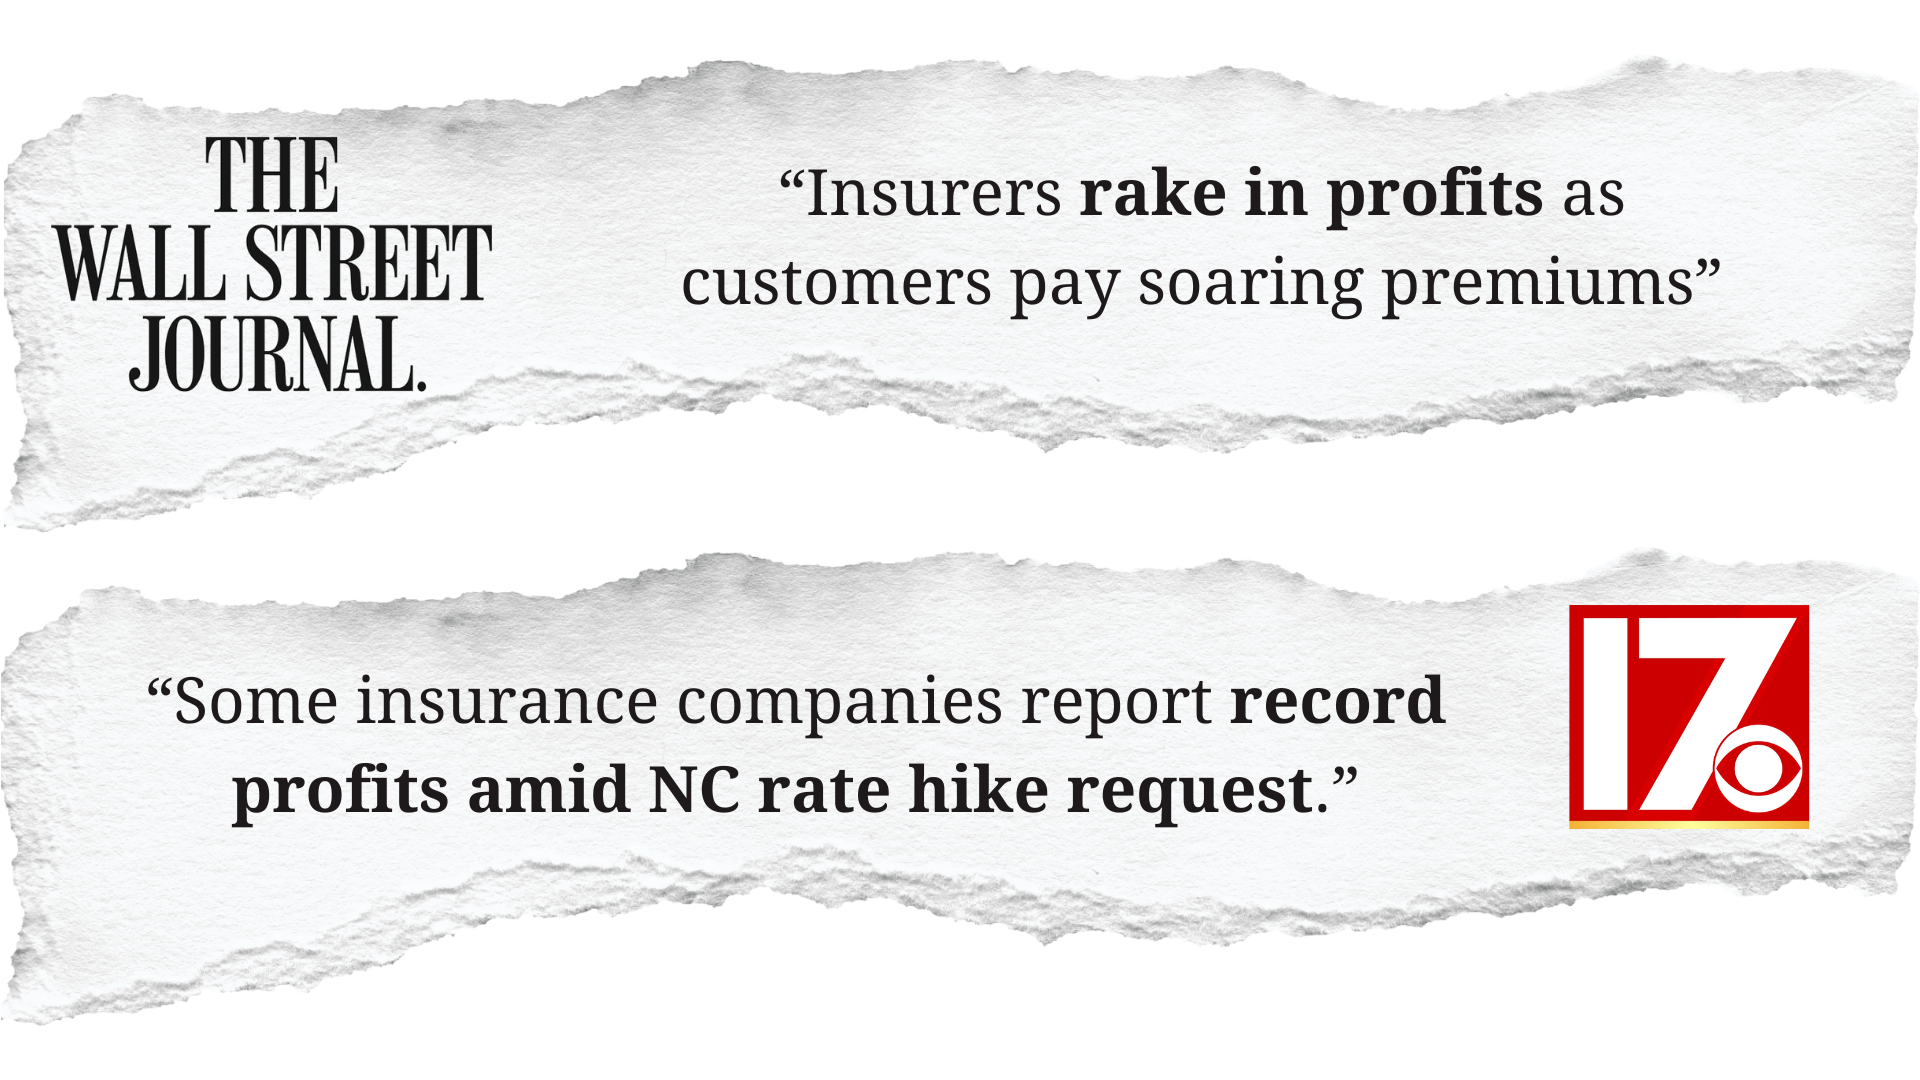 THE
WALL STREET
JOURNAL.
“Insurers rake in profits as
customers pay soaring premiums”
“Some insurance companies report record
profits amid NC rate hike request.”
17